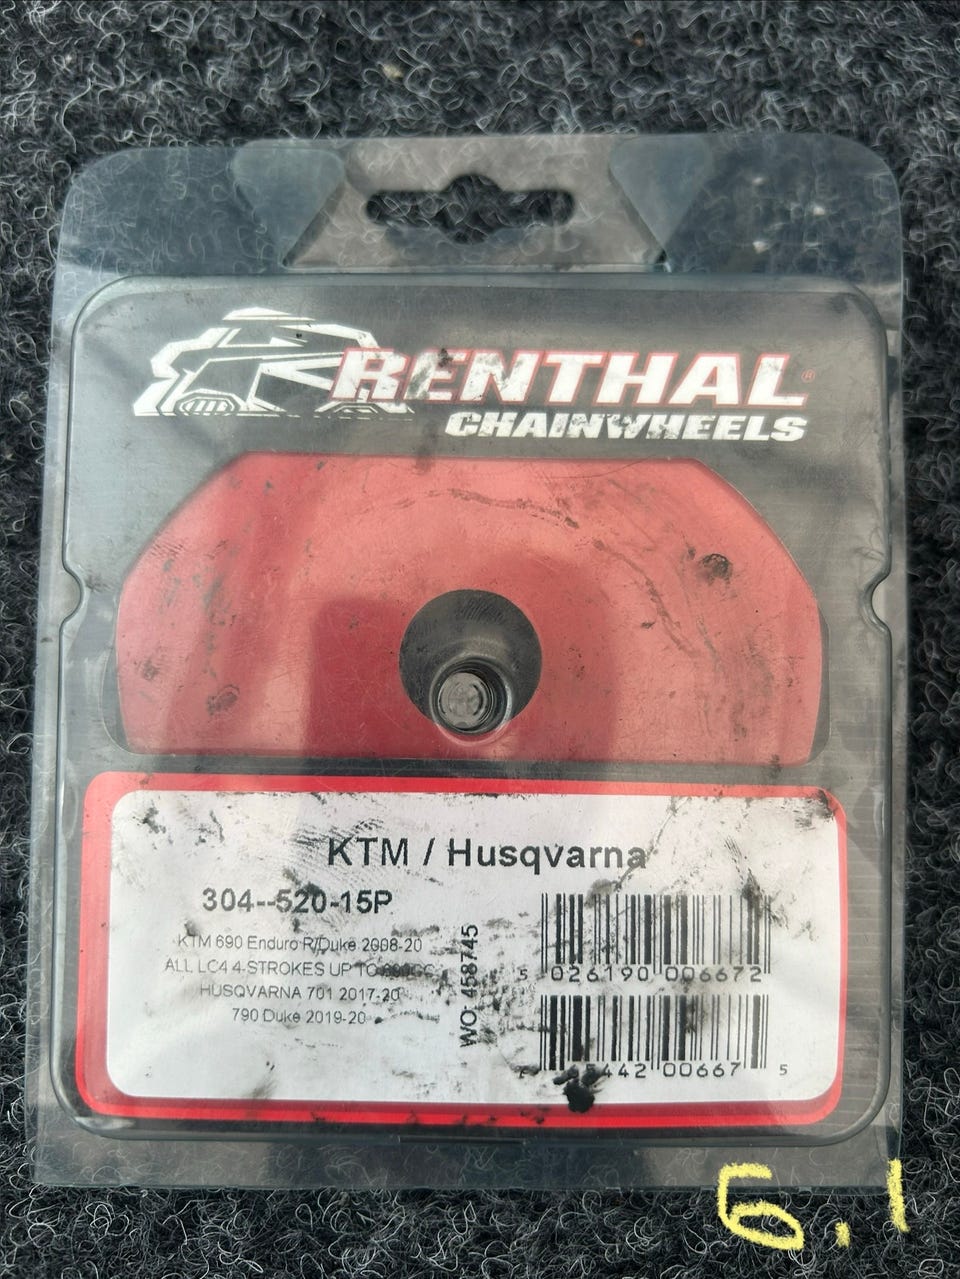 RENTHAL®
CHAINWHEELS
KTM / Husqvarna
304--520-15P
KTM 690 Enduro R/Duke 2008-20
ALL LC4 4-STROKES UP TO
HUSQVARNA 701 2017-20
790 Duke 2019-20
WO: 458745
5 026190 006672
442 00667 5
6.1